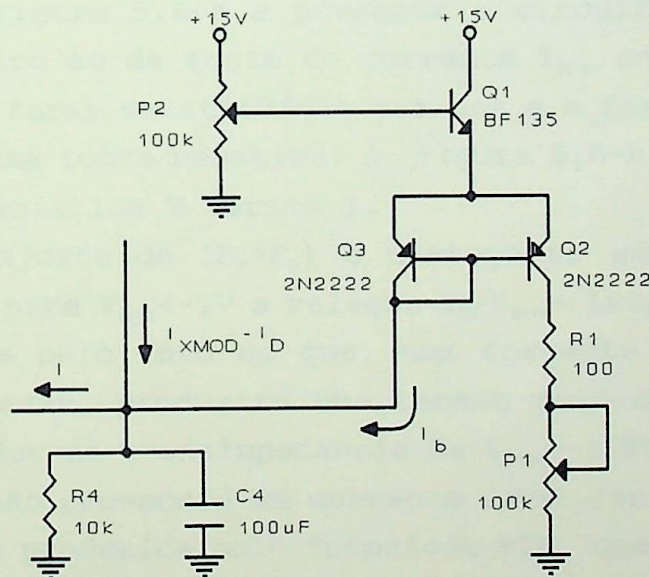 +15V
+15V
P2
100k
Q1
BF135
Q3
2N2222
Q2
2N2222
I XMOD - I D
I
I b
R1
100
P1
100k
R4
10k
C4
100uF